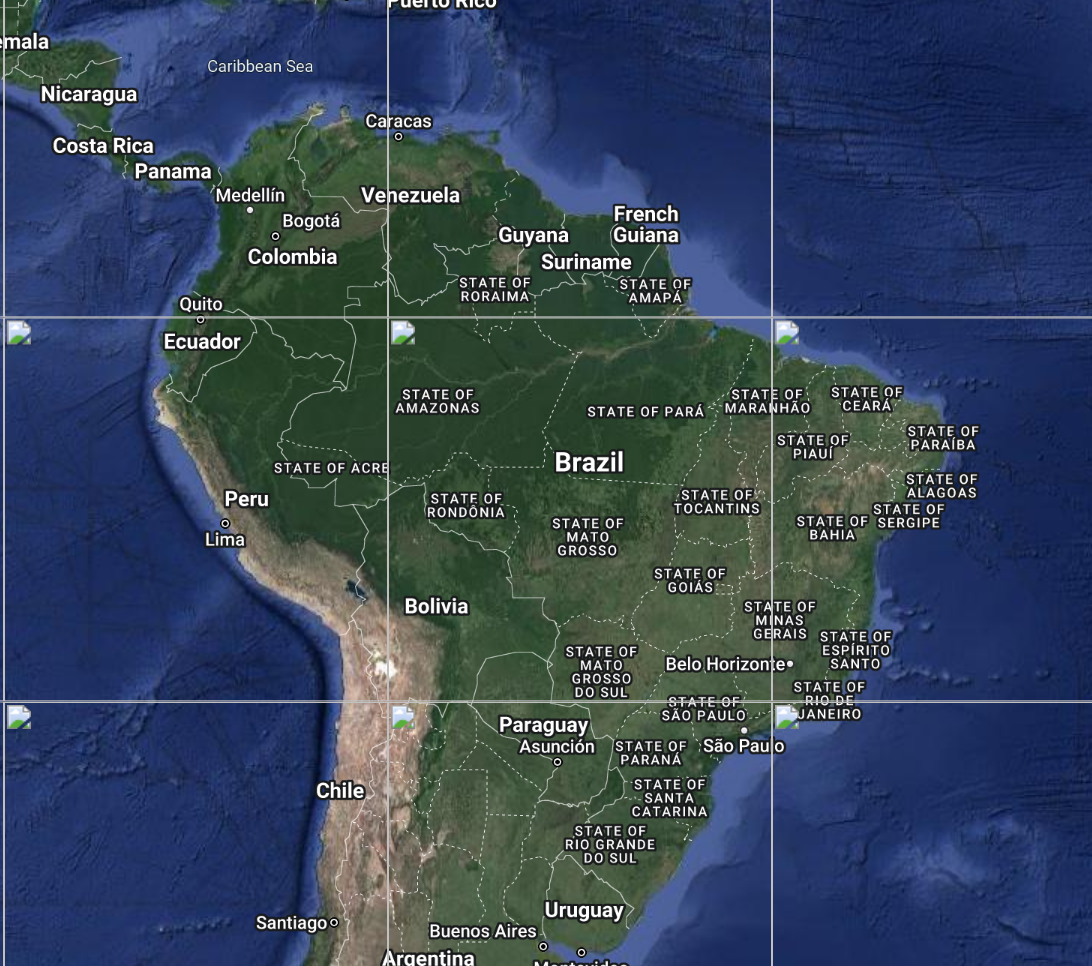 Puerto Rico
emala
Caribbean Sea
Nicaragua
Caracas
Costa Rica
Panama
Medellín
Venezuela
Bogotá
French
Guiana
Guyana
Colombia
Suriname
STATE OF
RORAIMA
STATE OF
AMAPÁ
Quito
Ecuador
STATE OF
AMAZONAS
STATE OF PARÁ
STATE OF
MARANHÃO
STATE OF
CEARÁ
STATE OF
PIAUÍ
STATE OF
PARAÍBA
Brazil
STATE OF ACRE
STATE OF
ALAGOAS
Peru
STATE OF
RONDÔNIA
STATE OF
TOCANTINS
STATE OF
SERGIPE
STATE OF
BAHIA
Lima
STATE OF
MATO
GROSSO
STATE OF
GOIÁS
Bolivia
STATE OF
MINAS
GERAIS
STATE OF
ESPÍRITO
SANTO
STATE OF
MATO
GROSSO
DO SUL
Belo Horizonte
STATE OF
RIO DE
JANEIRO
STATE OF
SÃO PAULO
Paraguay
Asunción
São Paulo
STATE OF
PARANÁ
Chile
STATE OF
SANTA
CATARINA
STATE OF
RIO GRANDE
DO SUL
Uruguay
Santiago
Buenos Aires
Argentina
Montevideo